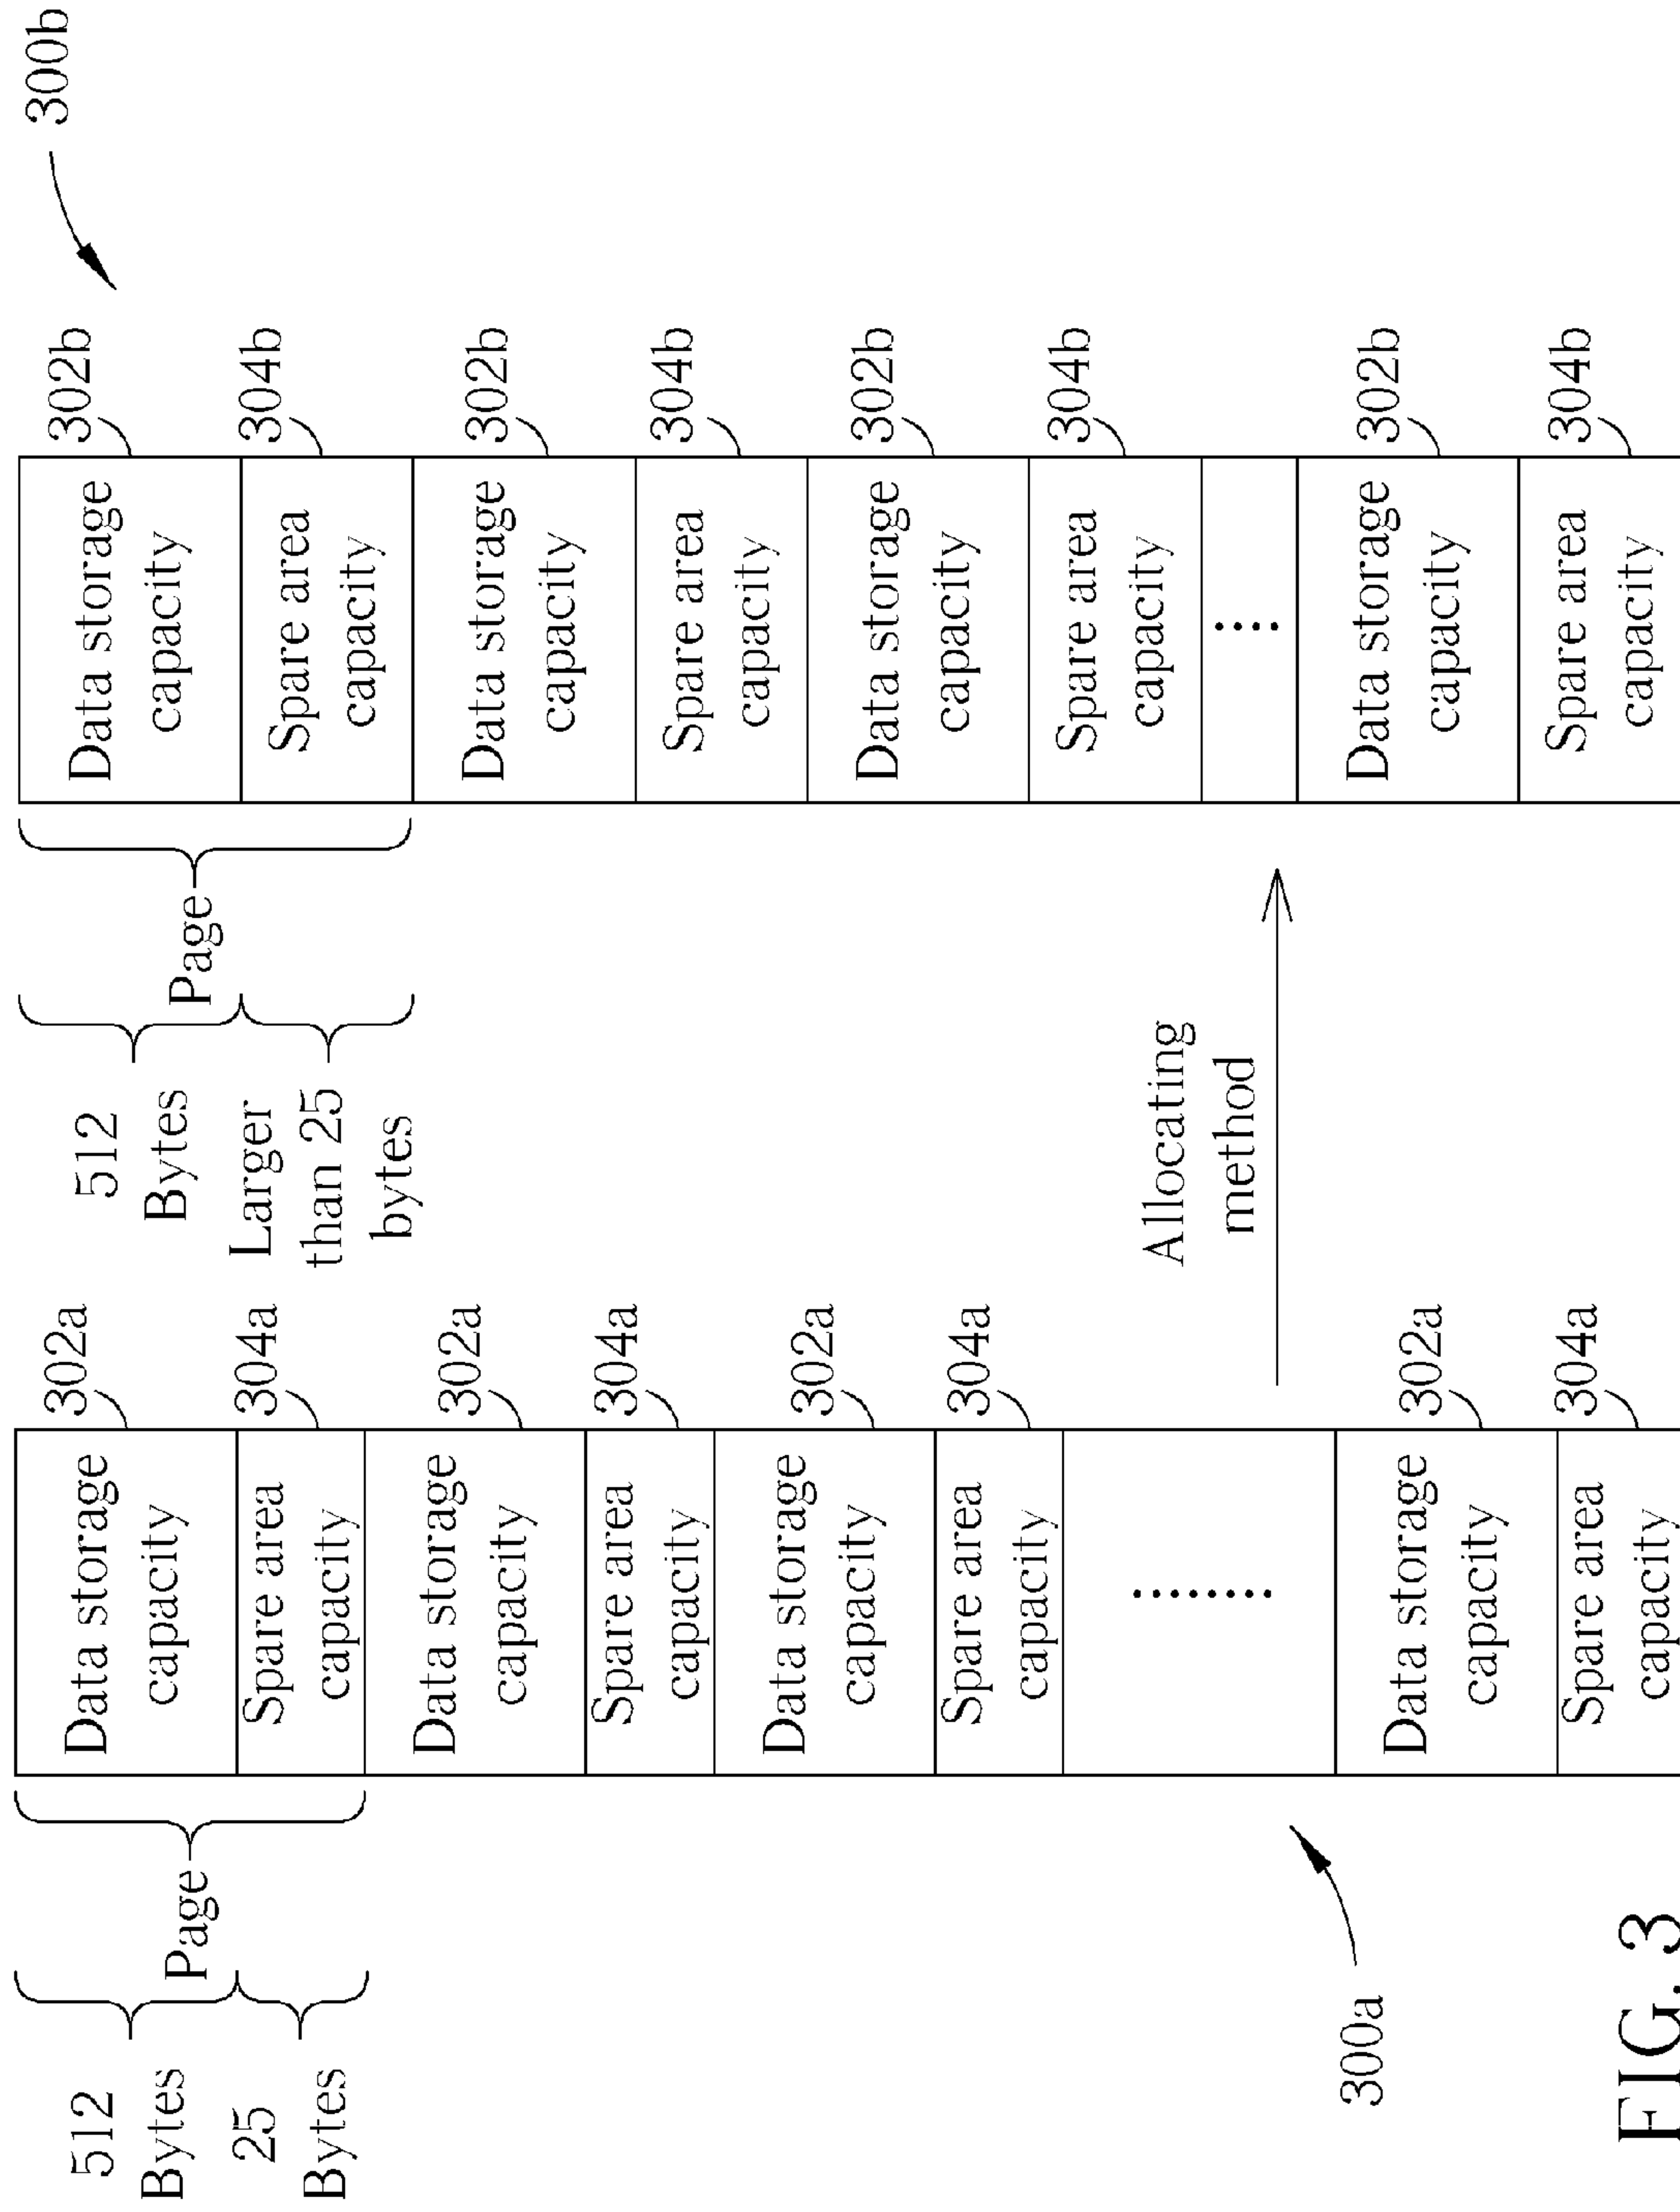 512
Bytes
25
Bytes
Page
Data storage
capacity
302a
Spare area
capacity
304a
Data storage
capacity
302a
Spare area
capacity
304a
Data storage
capacity
302a
Spare area
capacity
304a
Data storage
capacity
302a
Spare area
capacity
304a
300a
Allocating
method
512
Bytes
Larger
than 25
bytes
Page
Data storage
capacity
302b
Spare area
capacity
304b
Data storage
capacity
302b
Spare area
capacity
304b
Data storage
capacity
302b
Spare area
capacity
304b
Data storage
capacity
302b
Spare area
capacity
304b
300b
FIG. 3